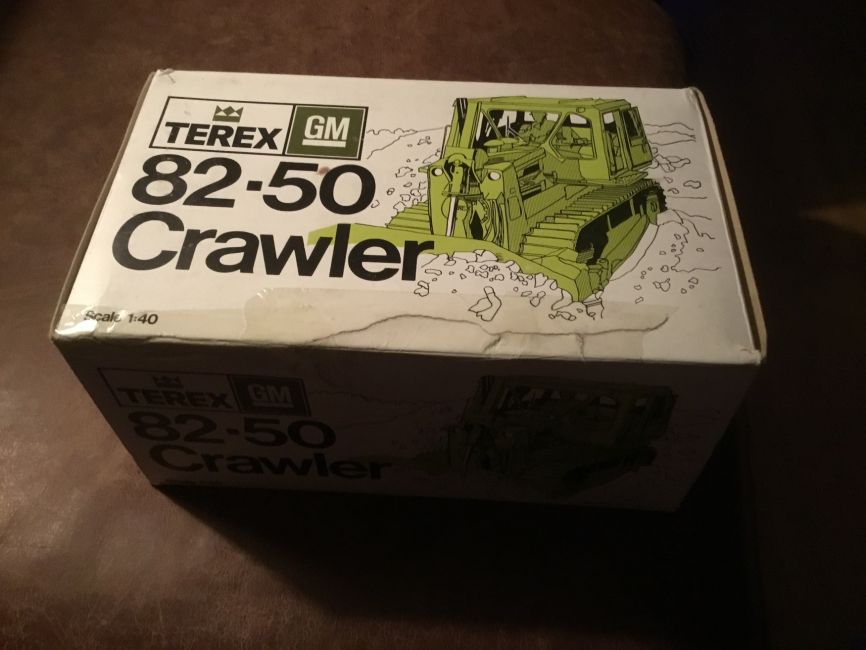 TEREX GM
82-50
Crawler
Scale 1:40
TEREX GM
82-50
Crawler